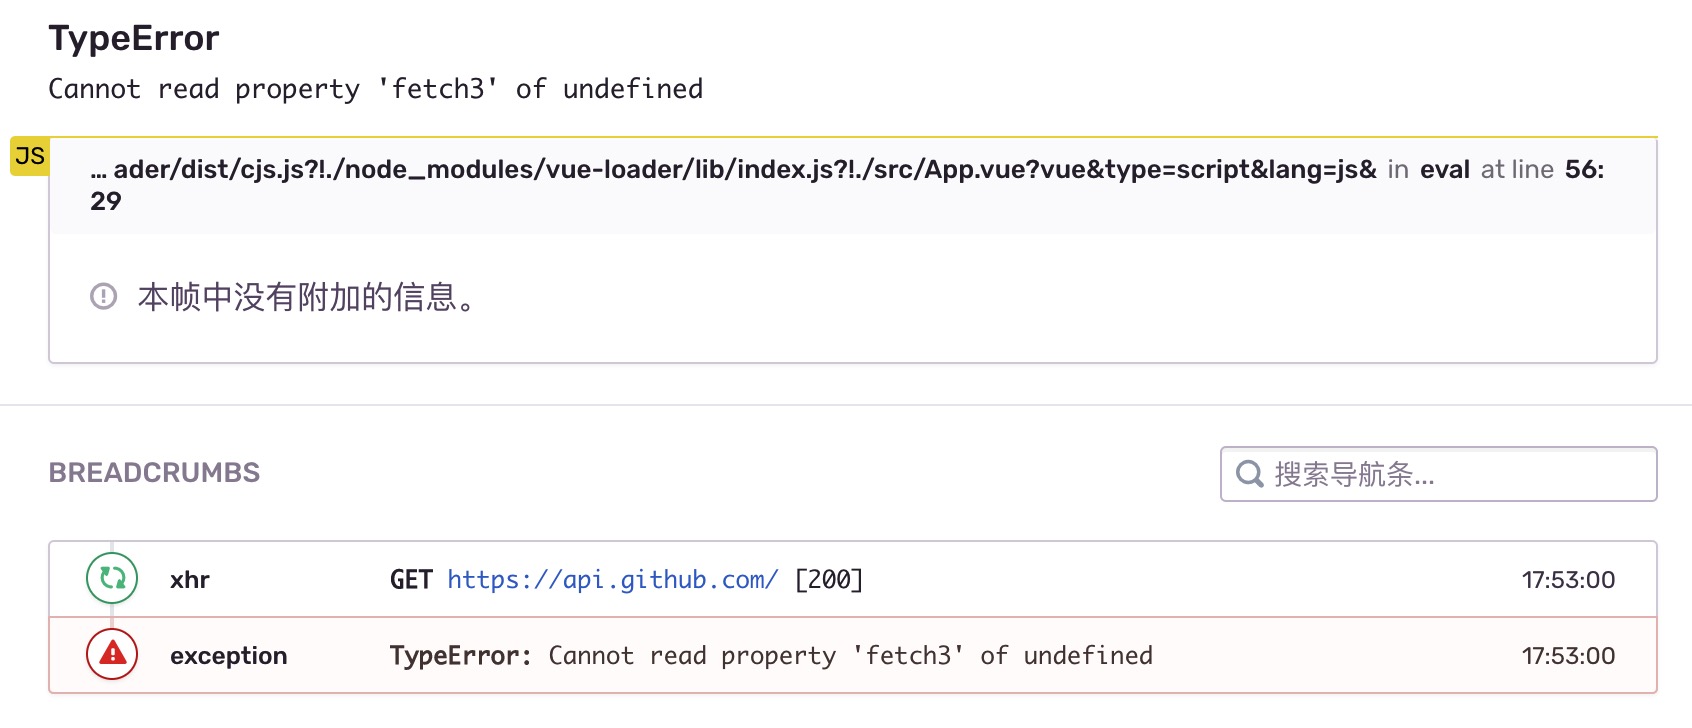 TypeError
Cannot read property 'fetch3' of undefined
JS
... ader/dist/cjs.js?!./node_modules/vue-loader/lib/index.js?!./src/App.vue?vue&type=script&lang=js& in eval at line 56:
29
本帧中没有附加的信息。
BREADCRUMBS
搜索导航条...
xhr GET https://api.github.com/ [200] 17:53:00
exception TypeError: Cannot read property 'fetch3' of undefined 17:53:00